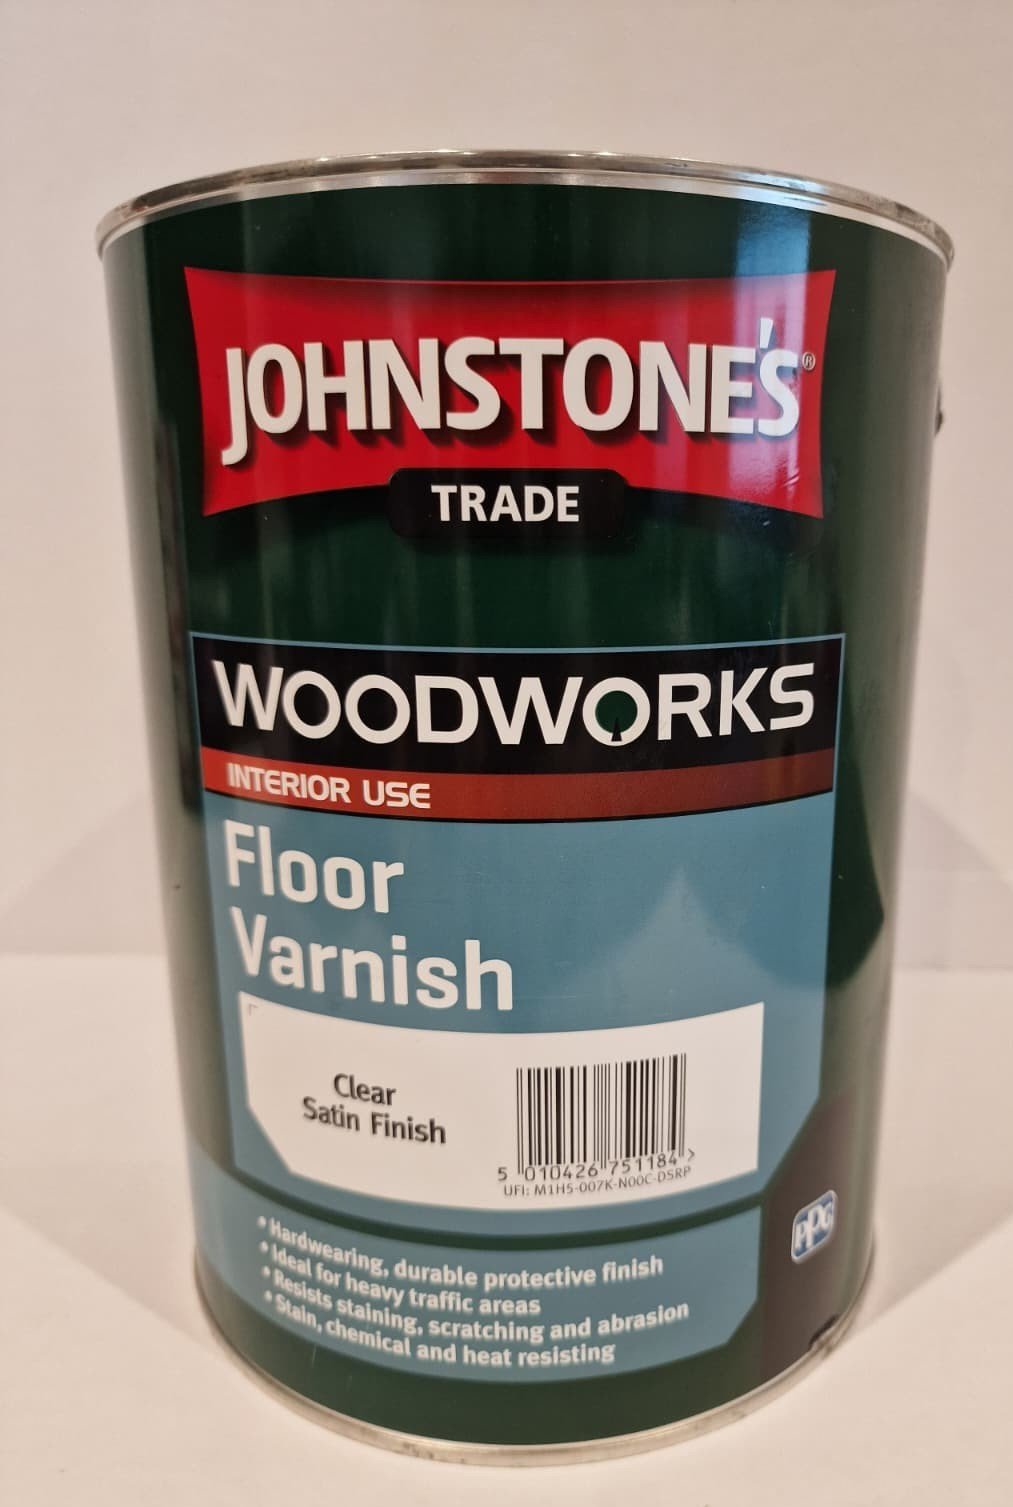 JOHNSTONE'S®
TRADE
WOODWORKS
INTERIOR USE
Floor
Varnish
Clear
Satin Finish
5 010426 751184 >
UFI: M1H5-007K-N00C-DSRP
PPG
• Hardwearing, durable protective finish
• Ideal for heavy traffic areas
• Resists staining, scratching and abrasion
• Stain, chemical and heat resisting